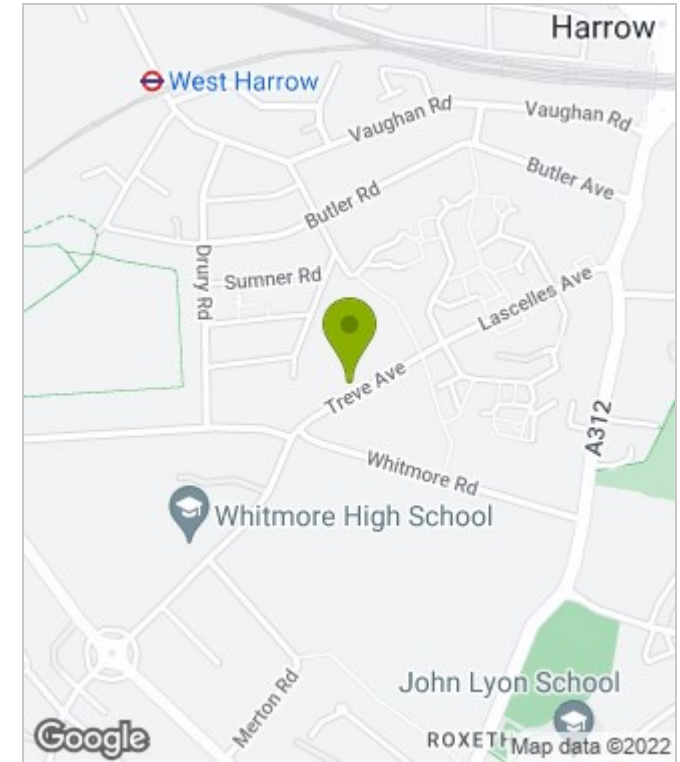 Harrow
West Harrow
Vaughan Rd
Vaughan Rd
Butler Ave
Butler Rd
Drury Rd
Sumner Rd
Lascelles Ave
Treve Ave
A312
Whitmore Rd
Whitmore High School
John Lyon School
Merton Rd
ROXETH
Google
Map data ©2022